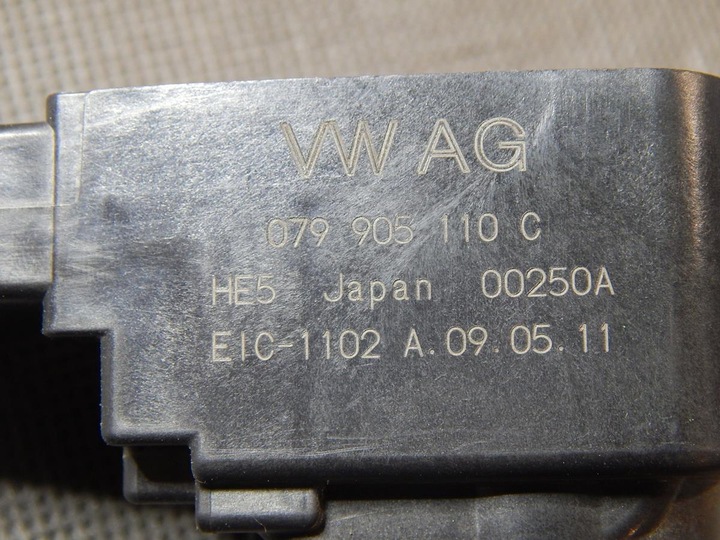 VW AG
079 905 110 C
HE5 Japan 00250A
EIC-1102 A.09.05.11